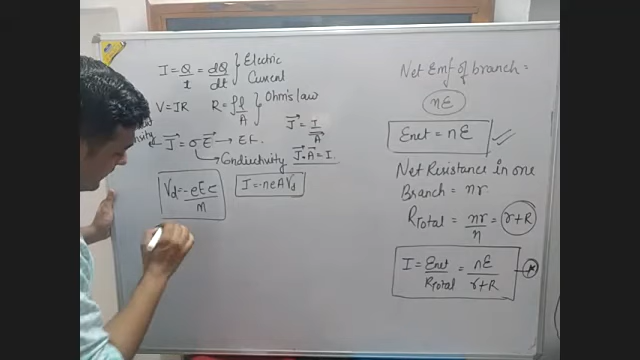 I = Q/t = dQ/dt } Electric Current
V = IR R = ρl/A } Ohm's law
J⃗ = I/A⃗
J⃗ = σE⃗ → Ef.
Conductivity J⃗•A⃗ = I.
Vd = -eEτ/m I = -neAVd
Net Emf of branch =
nE
Enet = nE
Net Resistance in one
Branch = nr
RTotal = nr/n = r+R
I = Enet/RTotal = nE/r+R